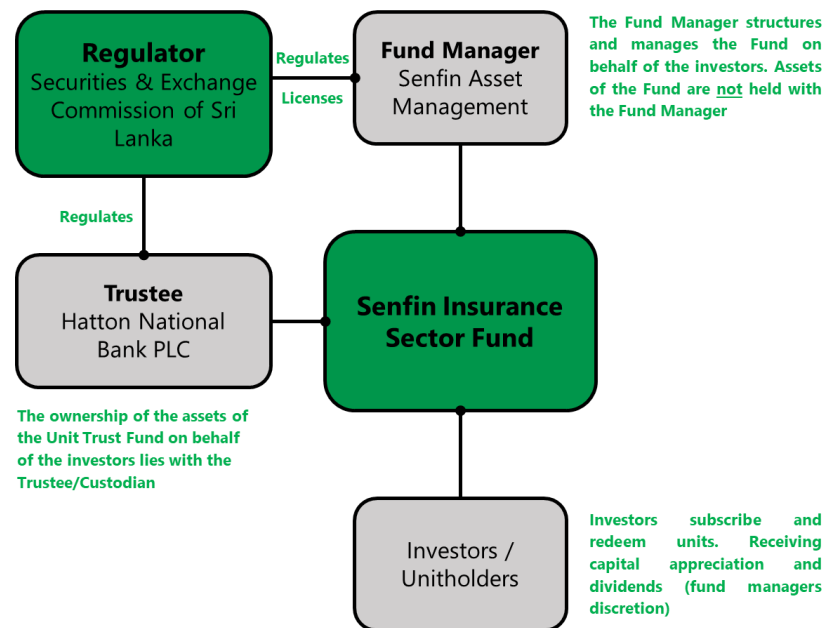 Regulator
Securities & Exchange
Commission of Sri
Lanka
Regulates
Licenses
Fund Manager
Senfin Asset
Management
The Fund Manager structures
and manages the Fund on
behalf of the investors. Assets
of the Fund are not held with
the Fund Manager
Regulates
Trustee
Hatton National
Bank PLC
Senfin Insurance
Sector Fund
The ownership of the assets of
the Unit Trust Fund on behalf
of the investors lies with the
Trustee/Custodian
Investors /
Unitholders
Investors subscribe and
redeem units. Receiving
capital appreciation and
dividends (fund managers
discretion)